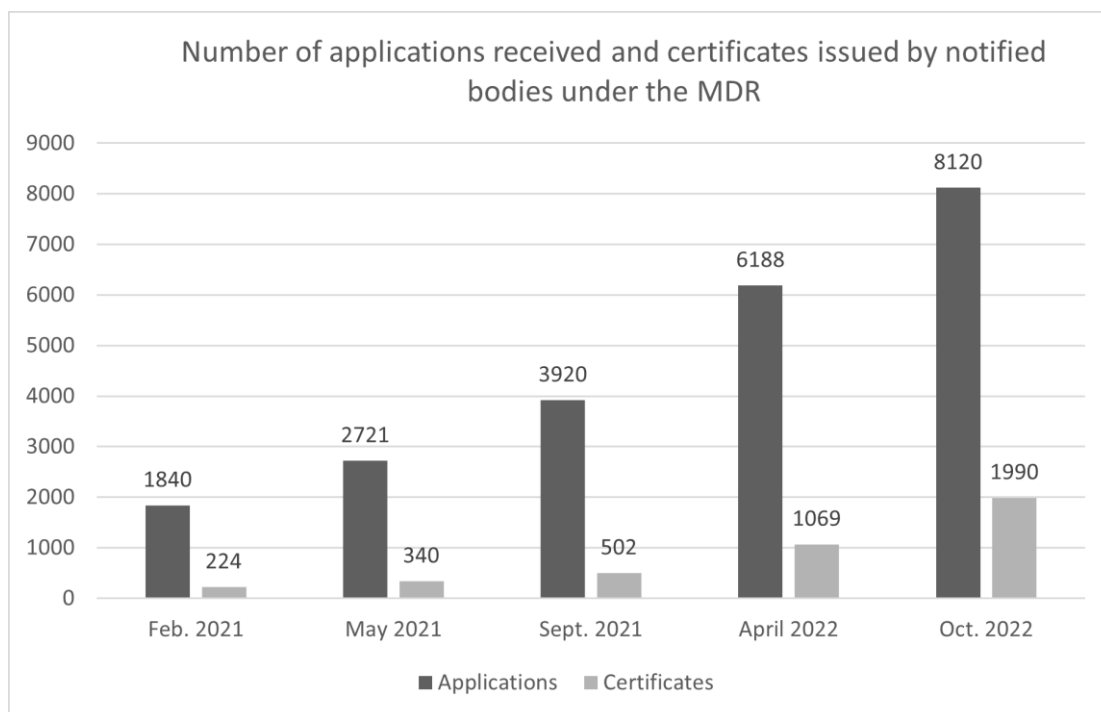 Number of applications received and certificates issued by notified
bodies under the MDR
9000
8000
7000
6000
5000
4000
3000
2000
1000
0
1840
224
2721
340
3920
502
6188
1069
8120
1990
Feb. 2021
May 2021
Sept. 2021
April 2022
Oct. 2022
Applications
Certificates